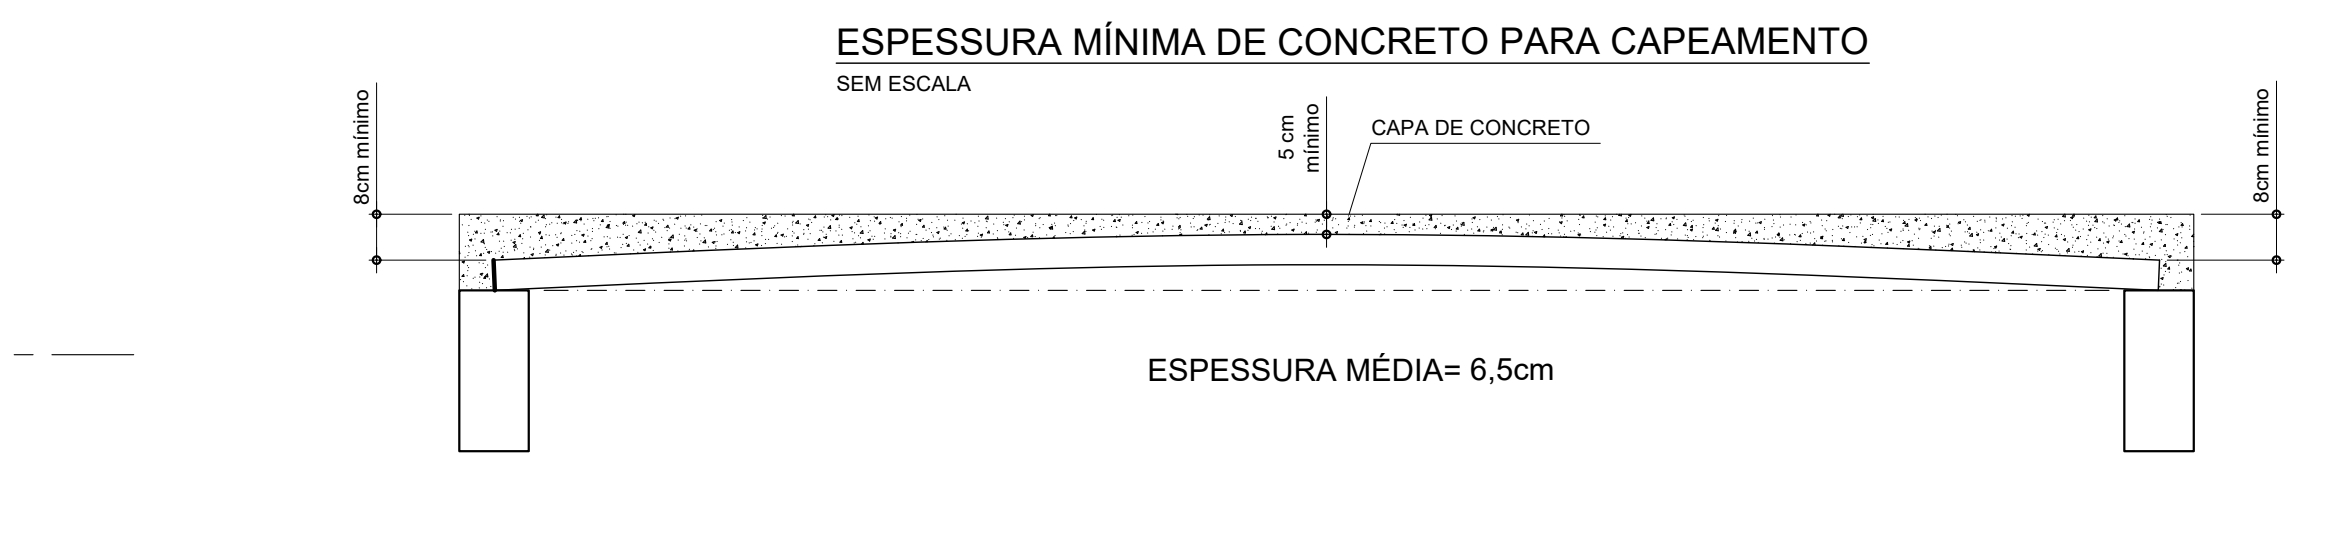 ESPESSURA MÍNIMA DE CONCRETO PARA CAPEAMENTO
SEM ESCALA
8cm mínimo
5 cm
mínimo
CAPA DE CONCRETO
8cm mínimo
ESPESSURA MÉDIA= 6,5cm